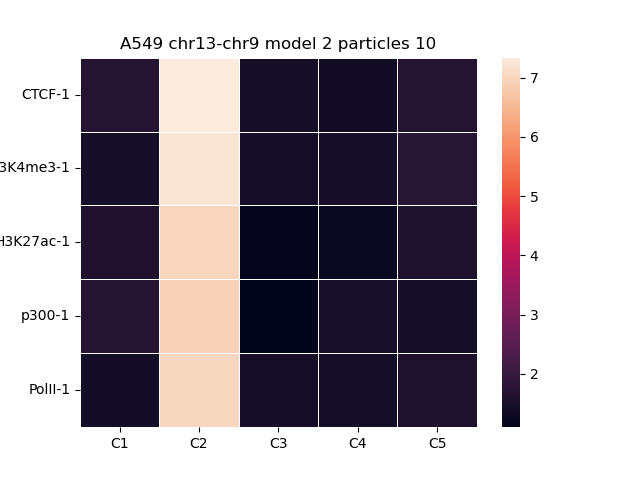 A549 chr13-chr9 model 2 particles 10
CTCF-1
3K4me3-1
H3K27ac-1
p300-1
PolII-1
C1 C2 C3 C4 C5
7
6
5
4
3
2